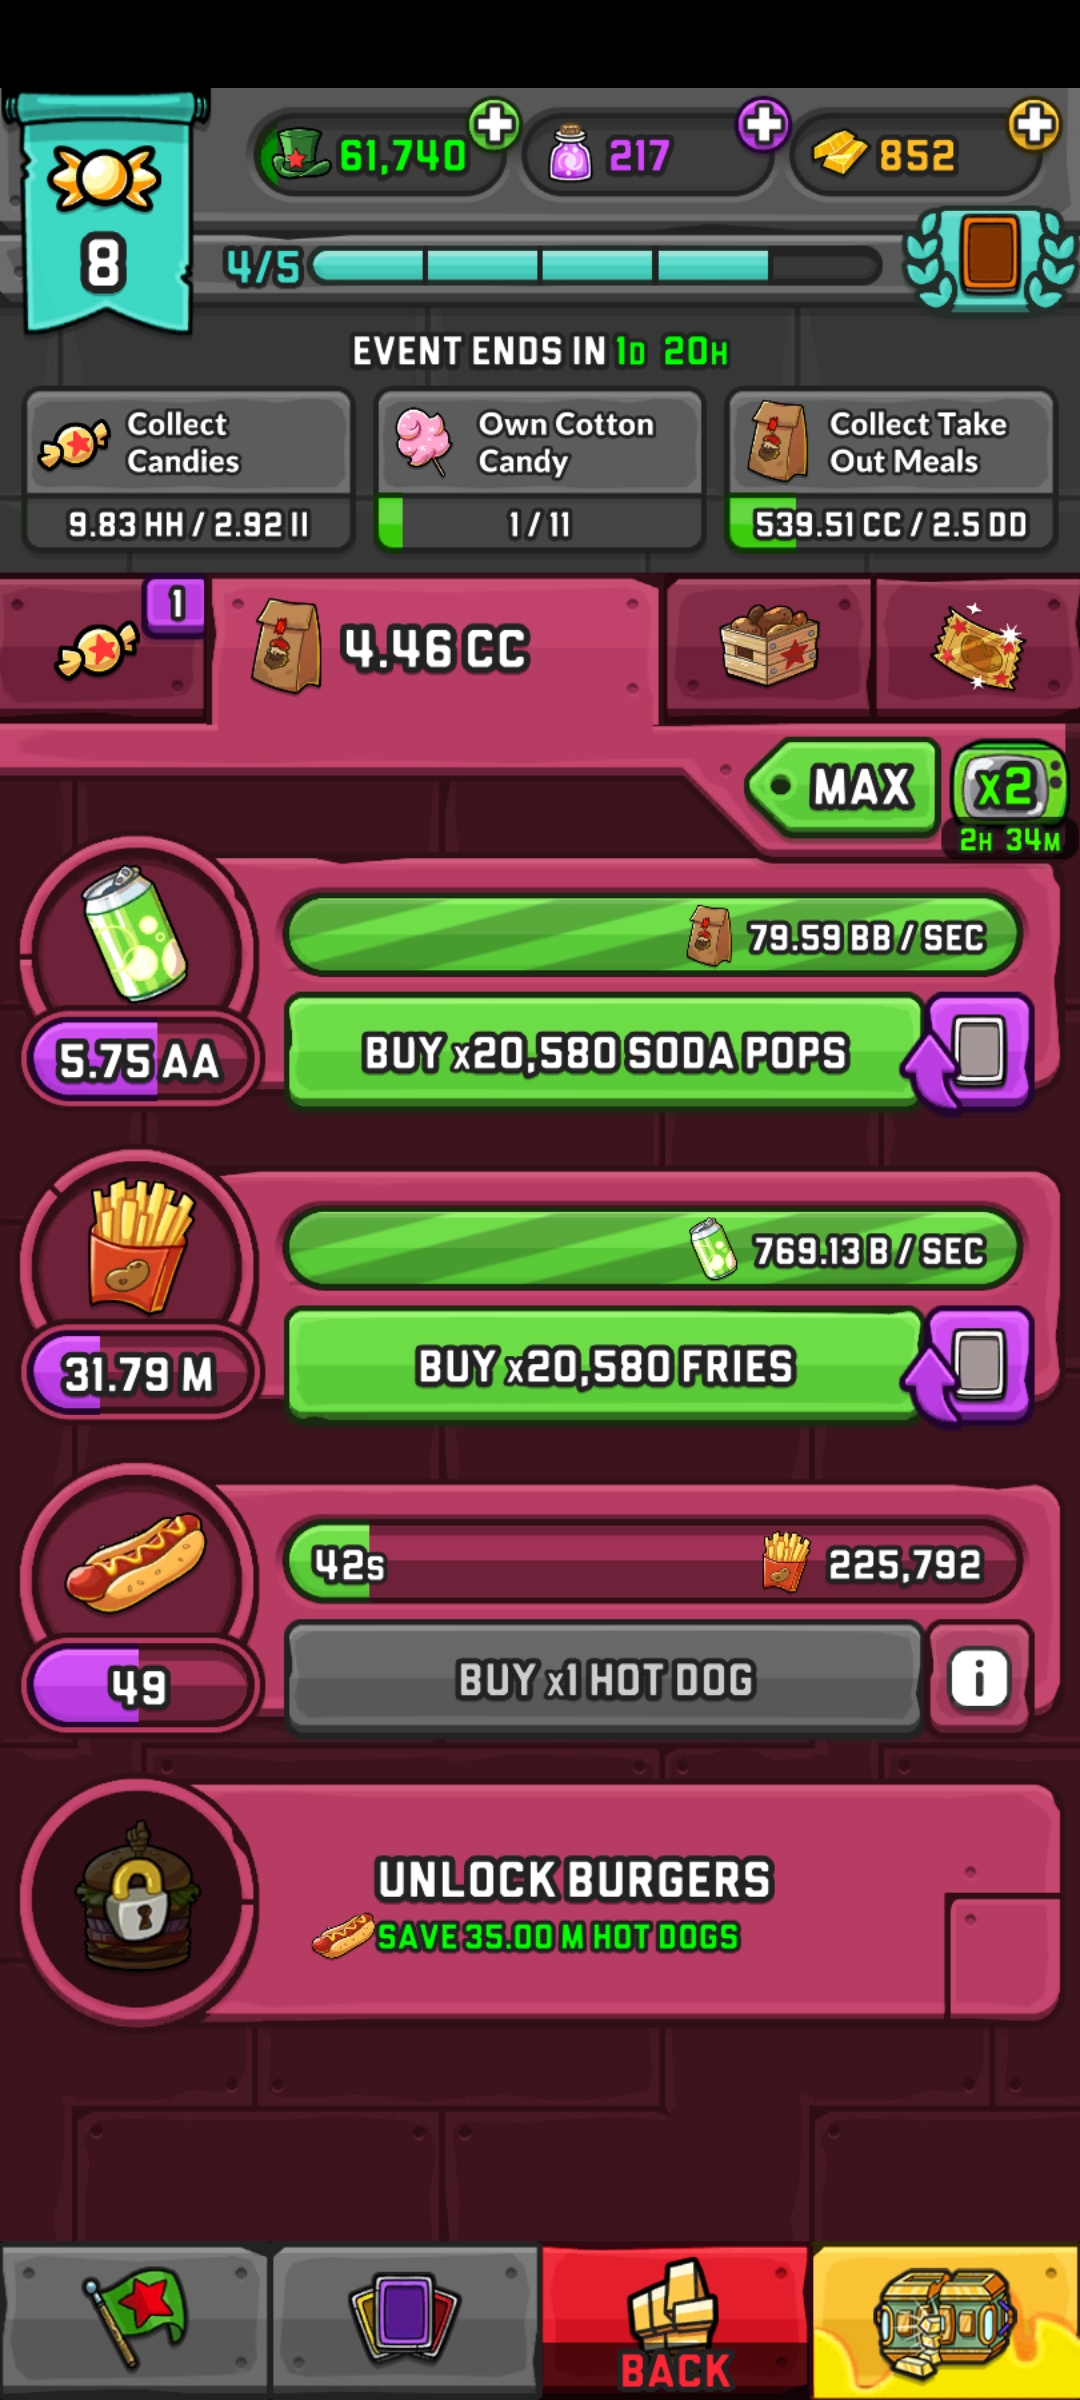 61,740
217
852
8
4/5
EVENT ENDS IN 1D 20H
Collect
Candies
9.83 HH / 2.92 II
Own Cotton
Candy
1 / 11
Collect Take
Out Meals
539.51 CC / 2.5 DD
1
4.46 CC
MAX
x2
2H 34M
79.59 BB / SEC
5.75 AA
BUY x20,580 SODA POPS
769.13 B / SEC
31.79 M
BUY x20,580 FRIES
42s
225,792
49
BUY x1 HOT DOG
i
UNLOCK BURGERS
SAVE 35.00 M HOT DOGS
BACK